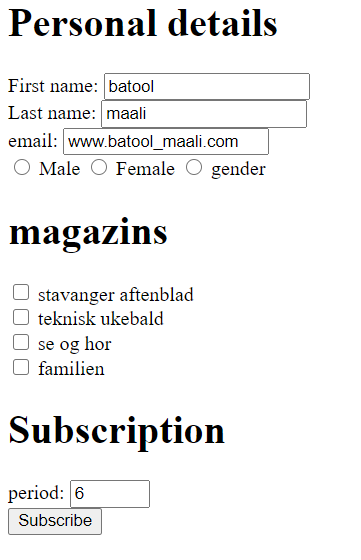 Personal details
First name: batool
Last name: maali
email: www.batool_maali.com
Male Female gender
magazins
stavanger aftenblad
teknisk ukebald
se og hor
familien
Subscription
period: 6
Subscribe